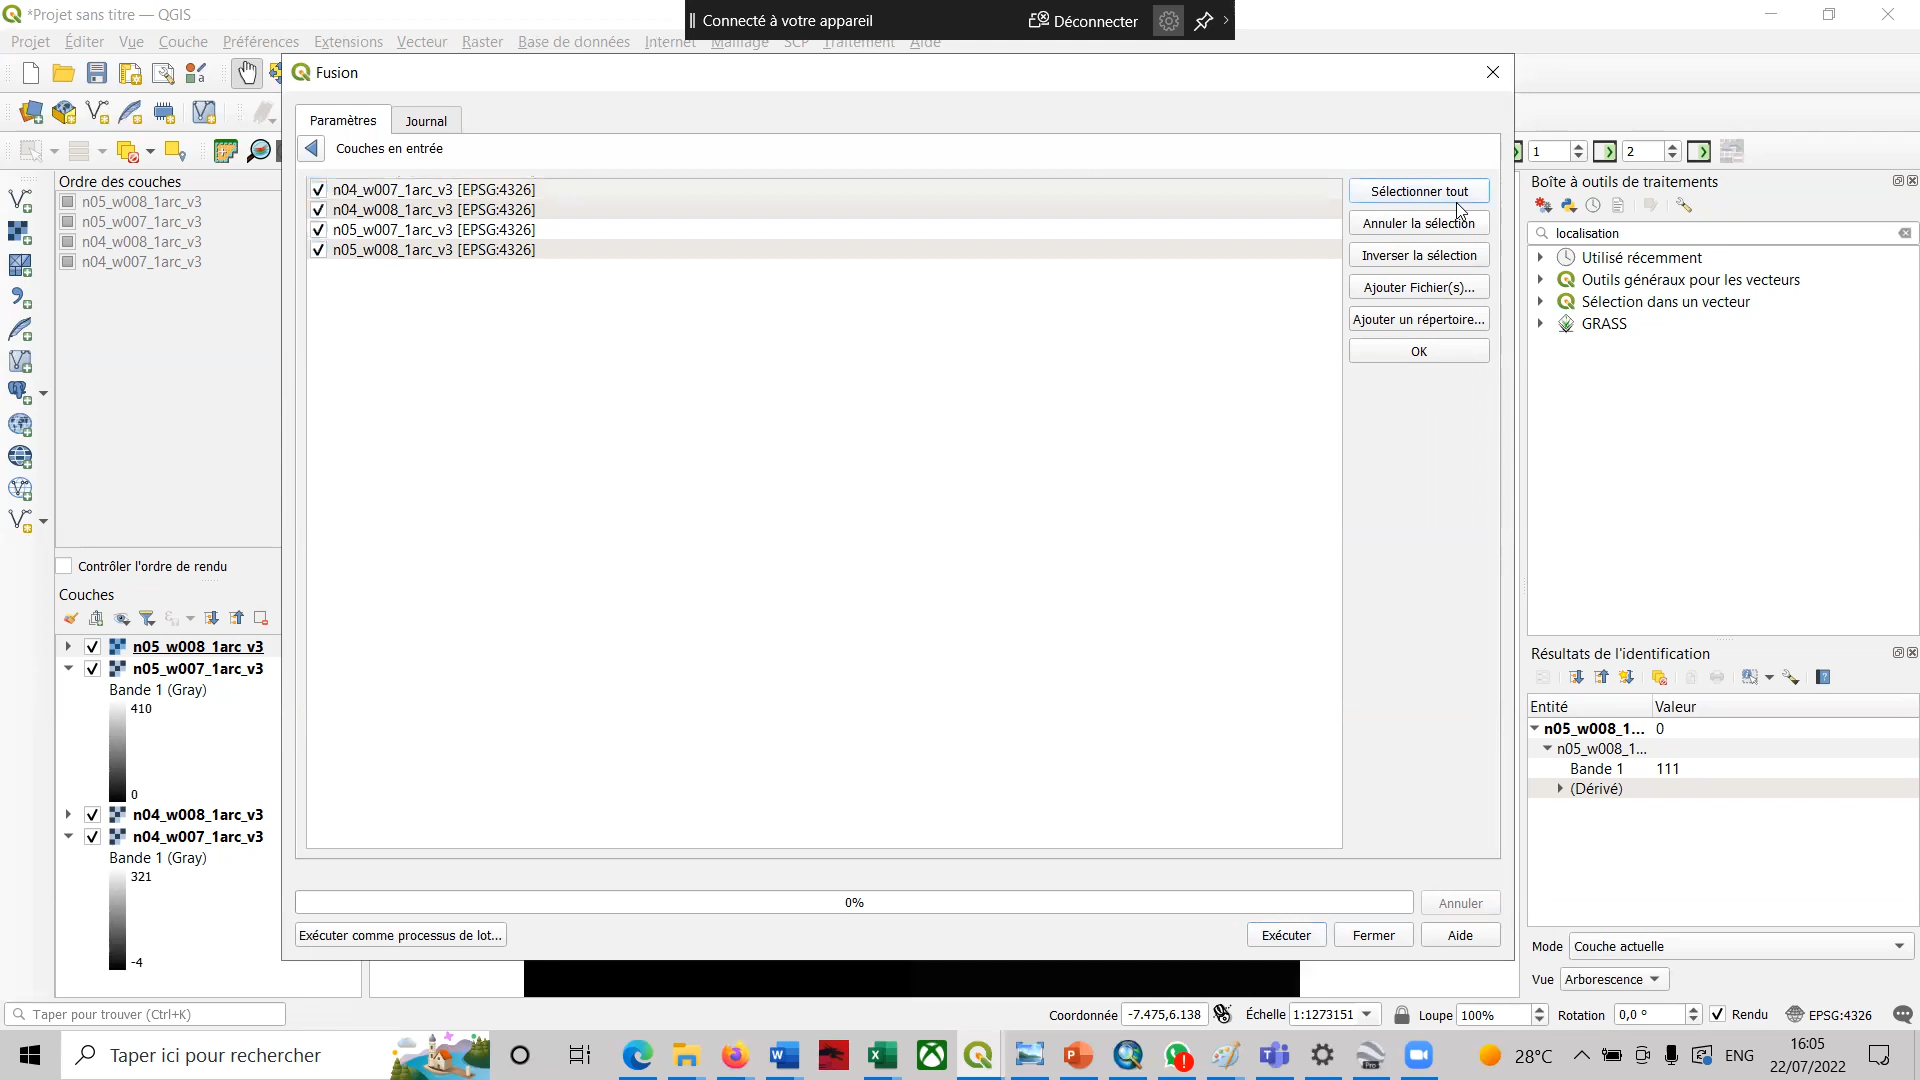 *Projet sans titre — QGIS
Connecté à votre appareil
Déconnecter
Projet Éditer Vue Couche Préférences Extensions Vecteur Raster Base de données Internet Maillage SCP Traitement Aide
Fusion
Paramètres
Journal
Couches en entrée
n04_w007_1arc_v3 [EPSG:4326]
n04_w008_1arc_v3 [EPSG:4326]
n05_w007_1arc_v3 [EPSG:4326]
n05_w008_1arc_v3 [EPSG:4326]
Sélectionner tout
Annuler la sélection
Inverser la sélection
Ajouter Fichier(s)...
Ajouter un répertoire...
OK
0%
Annuler
Exécuter comme processus de lot...
Exécuter
Fermer
Aide
Ordre des couches
n05_w008_1arc_v3
n05_w007_1arc_v3
n04_w008_1arc_v3
n04_w007_1arc_v3
Contrôler l'ordre de rendu
Couches
n05_w008_1arc_v3
n05_w007_1arc_v3
Bande 1 (Gray)
410
0
n04_w008_1arc_v3
n04_w007_1arc_v3
Bande 1 (Gray)
321
-4
1
2
Boîte à outils de traitements
localisation
Utilisé récemment
Outils généraux pour les vecteurs
Sélection dans un vecteur
GRASS
Résultats de l'identification
Entité Valeur
n05_w008_1... 0
n05_w008_1...
Bande 1 111
(Dérivé)
Mode Couche actuelle
Vue Arborescence
Taper pour trouver (Ctrl+K)
Coordonnée -7.475,6.138 Échelle 1:1273151 Loupe 100% Rotation 0,0 ° Rendu EPSG:4326
Taper ici pour rechercher
28°C
ENG
16:05
22/07/2022